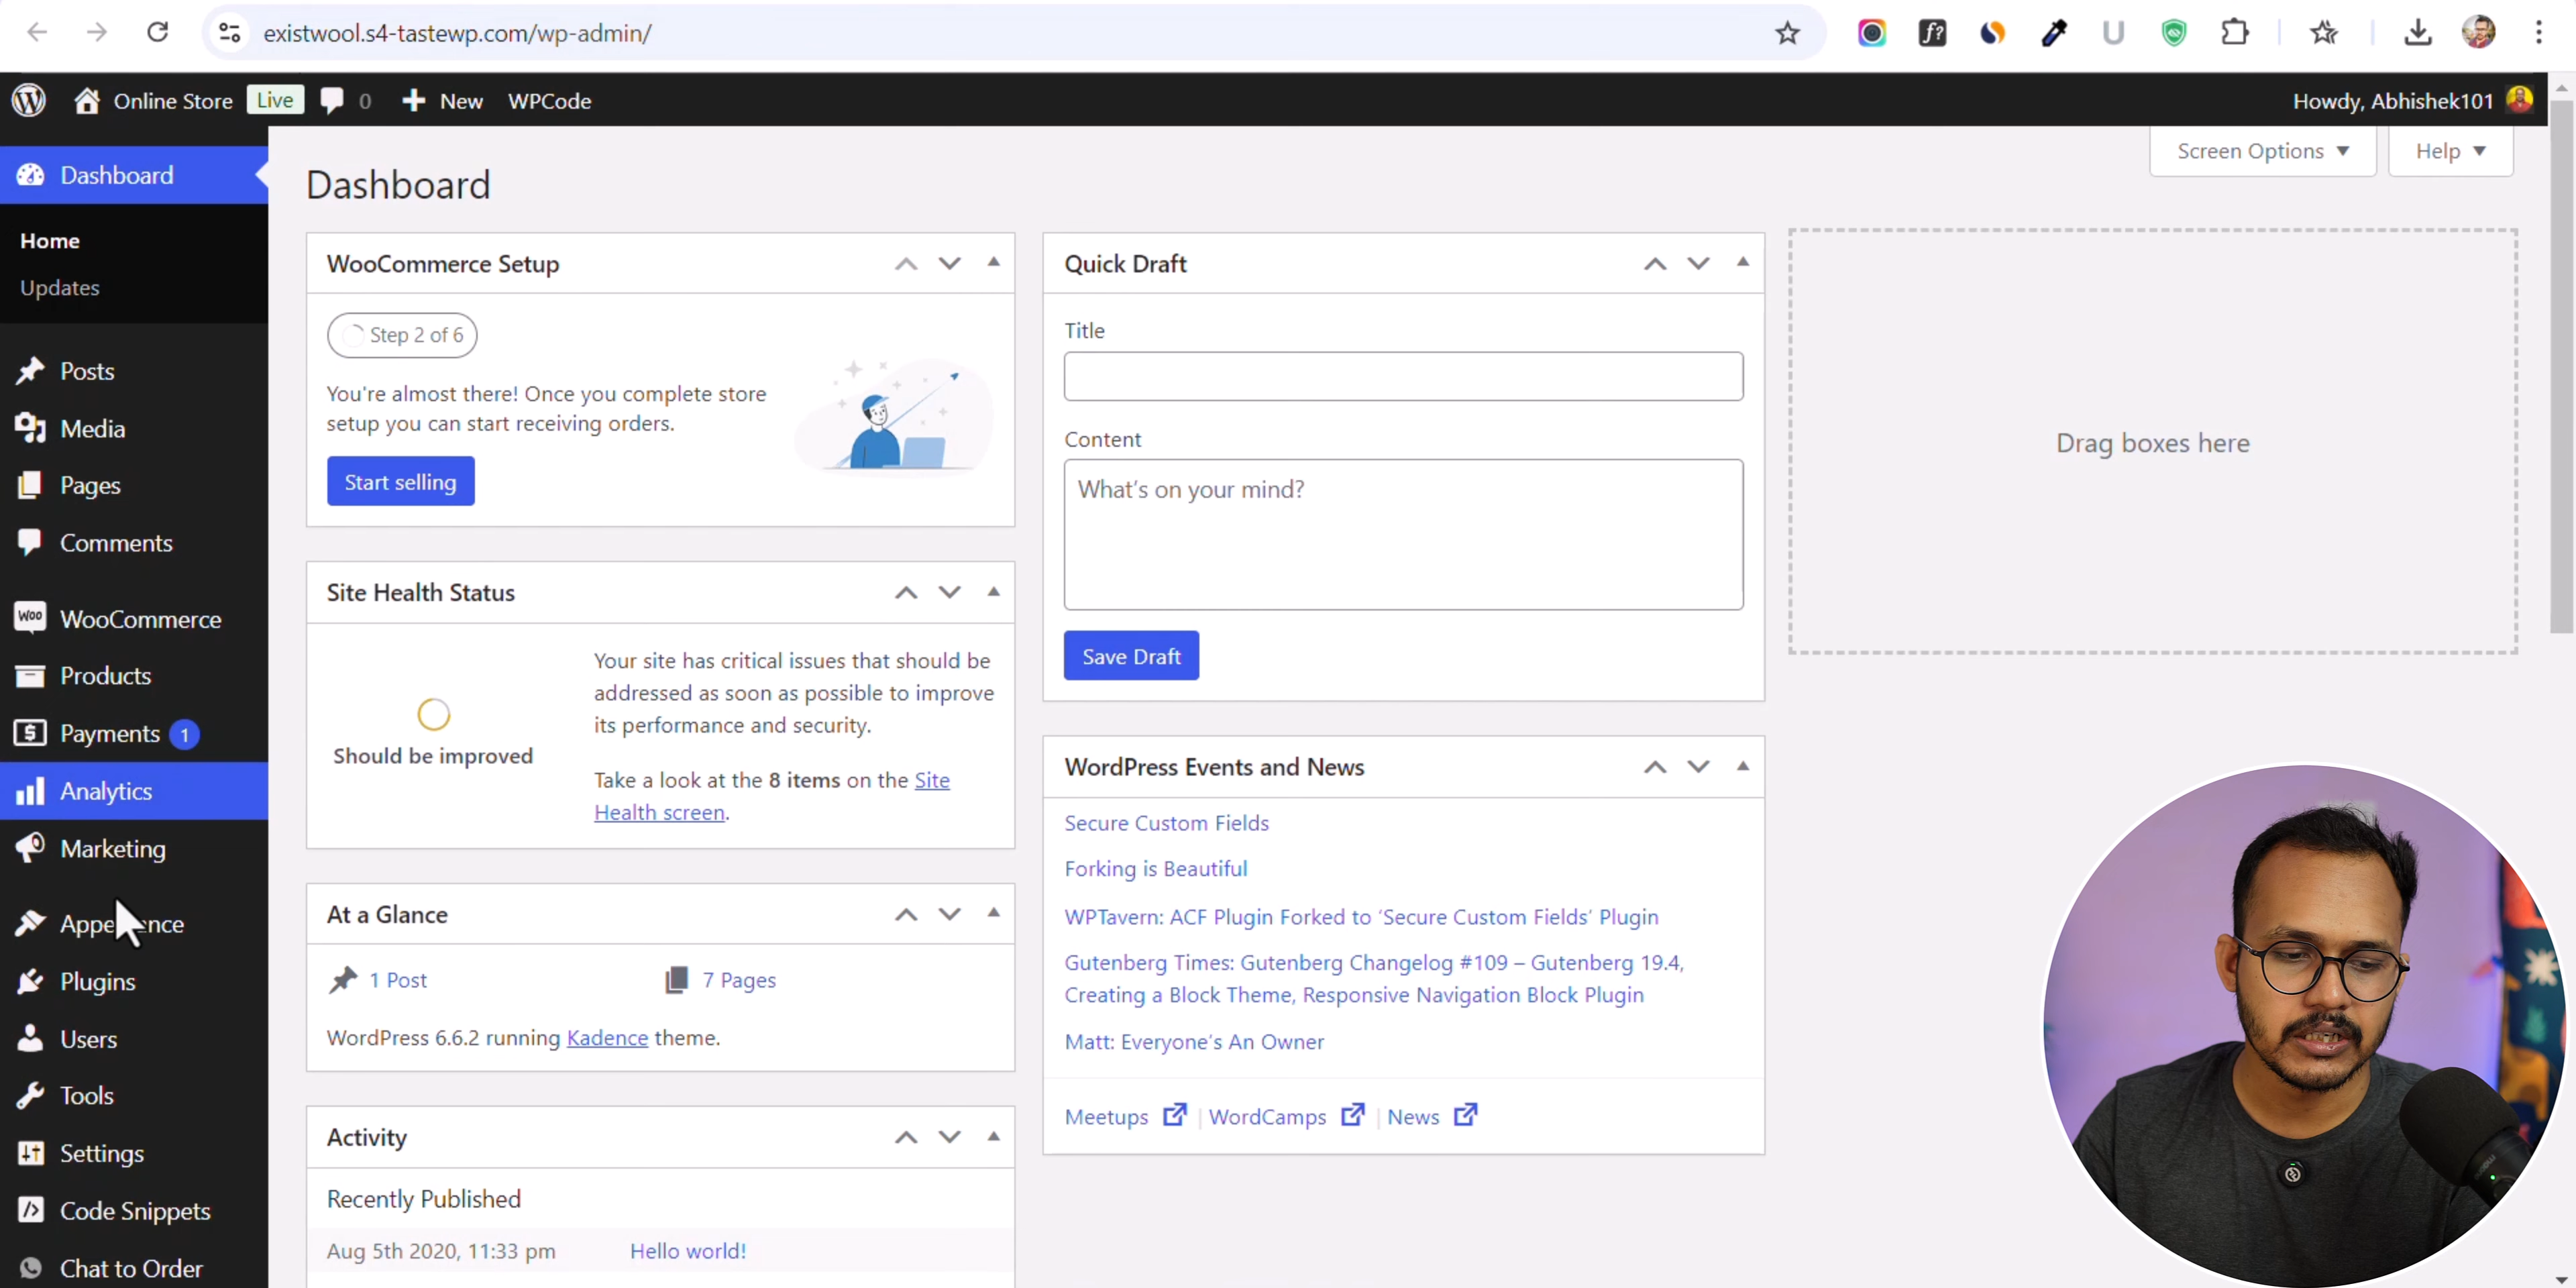 existwool.s4-tastewp.com/wp-admin/
Online Store
Live
0
New
WPCode
Howdy, Abhishek101
Screen Options
Help
Dashboard
Home
Updates
Posts
Media
Pages
Comments
Woo
WooCommerce
Products
Payments
1
Analytics
Marketing
Appearance
Plugins
Users
Tools
Settings
Code Snippets
Chat to Order
Dashboard
WooCommerce Setup
Step 2 of 6
You're almost there! Once you complete store
setup you can start receiving orders.
Start selling
Site Health Status
Should be improved
Your site has critical issues that should be
addressed as soon as possible to improve
its performance and security.
Take a look at the 8 items on the Site
Health screen.
At a Glance
1 Post
7 Pages
WordPress 6.6.2 running Kadence theme.
Activity
Recently Published
Aug 5th 2020, 11:33 pm
Hello world!
Quick Draft
Title
Content
What's on your mind?
Save Draft
WordPress Events and News
Secure Custom Fields
Forking is Beautiful
WPTavern: ACF Plugin Forked to ‘Secure Custom Fields’ Plugin
Gutenberg Times: Gutenberg Changelog #109 – Gutenberg 19.4,
Creating a Block Theme, Responsive Navigation Block Plugin
Matt: Everyone’s An Owner
Meetups | WordCamps | News
Drag boxes here